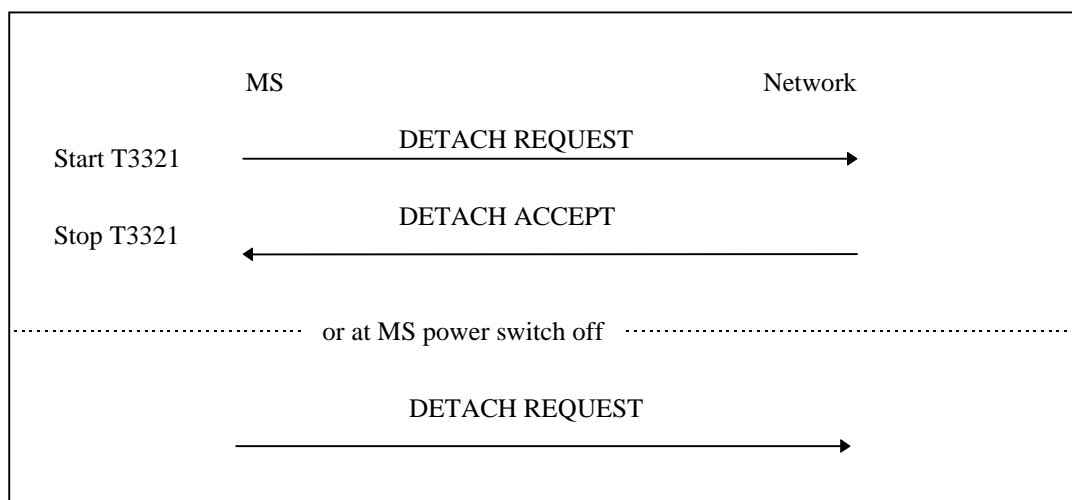 MS Network
Start T3321 DETACH REQUEST
DETACH ACCEPT
Stop T3321
or at MS power switch off
DETACH REQUEST